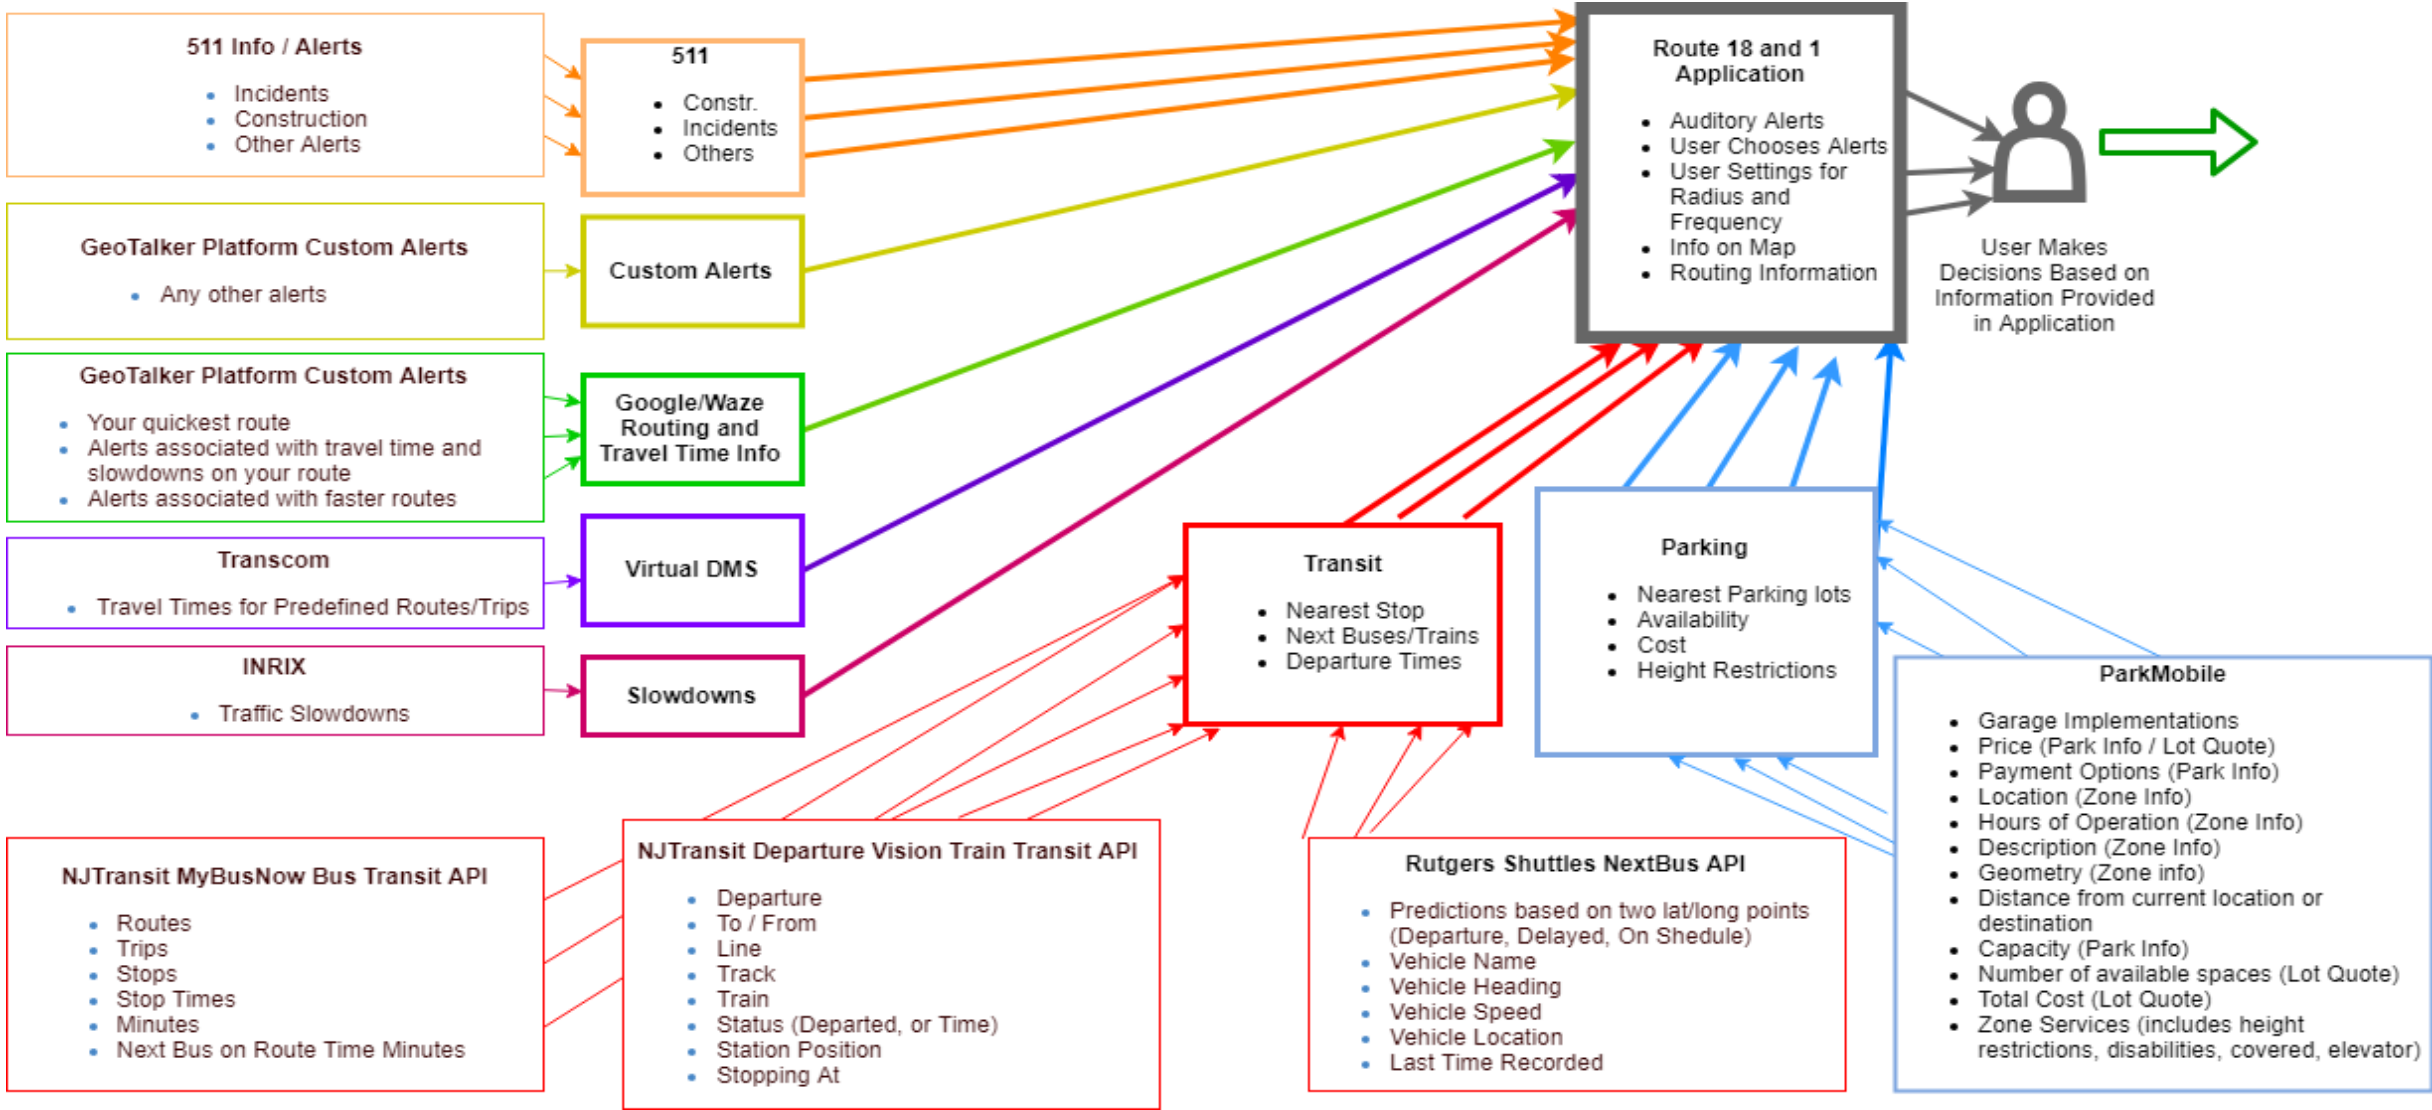 511 Info / Alerts
Incidents
Construction
Other Alerts
511
Constr.
Incidents
Others
GeoTalker Platform Custom Alerts
Any other alerts
Custom Alerts
GeoTalker Platform Custom Alerts
Your quickest route
Alerts associated with travel time and
slowdowns on your route
Alerts associated with faster routes
Google/Waze
Routing and
Travel Time Info
Transcom
Travel Times for Predefined Routes/Trips
Virtual DMS
INRIX
Traffic Slowdowns
Slowdowns
Route 18 and 1
Application
Auditory Alerts
User Chooses Alerts
User Settings for
Radius and
Frequency
Info on Map
Routing Information
User Makes
Decisions Based on
Information Provided
in Application
Transit
Nearest Stop
Next Buses/Trains
Departure Times
Parking
Nearest Parking lots
Availability
Cost
Height Restrictions
NJTransit MyBusNow Bus Transit API
Routes
Trips
Stops
Stop Times
Minutes
Next Bus on Route Time Minutes
NJTransit Departure Vision Train Transit API
Departure
To / From
Line
Track
Train
Status (Departed, or Time)
Station Position
Stopping At
Rutgers Shuttles NextBus API
Predictions based on two lat/long points
(Departure, Delayed, On Shedule)
Vehicle Name
Vehicle Heading
Vehicle Speed
Vehicle Location
Last Time Recorded
ParkMobile
Garage Implementations
Price (Park Info / Lot Quote)
Payment Options (Park Info)
Location (Zone Info)
Hours of Operation (Zone Info)
Description (Zone Info)
Geometry (Zone info)
Distance from current location or
destination
Capacity (Park Info)
Number of available spaces (Lot Quote)
Total Cost (Lot Quote)
Zone Services (includes height
restrictions, disabilities, covered, elevator)